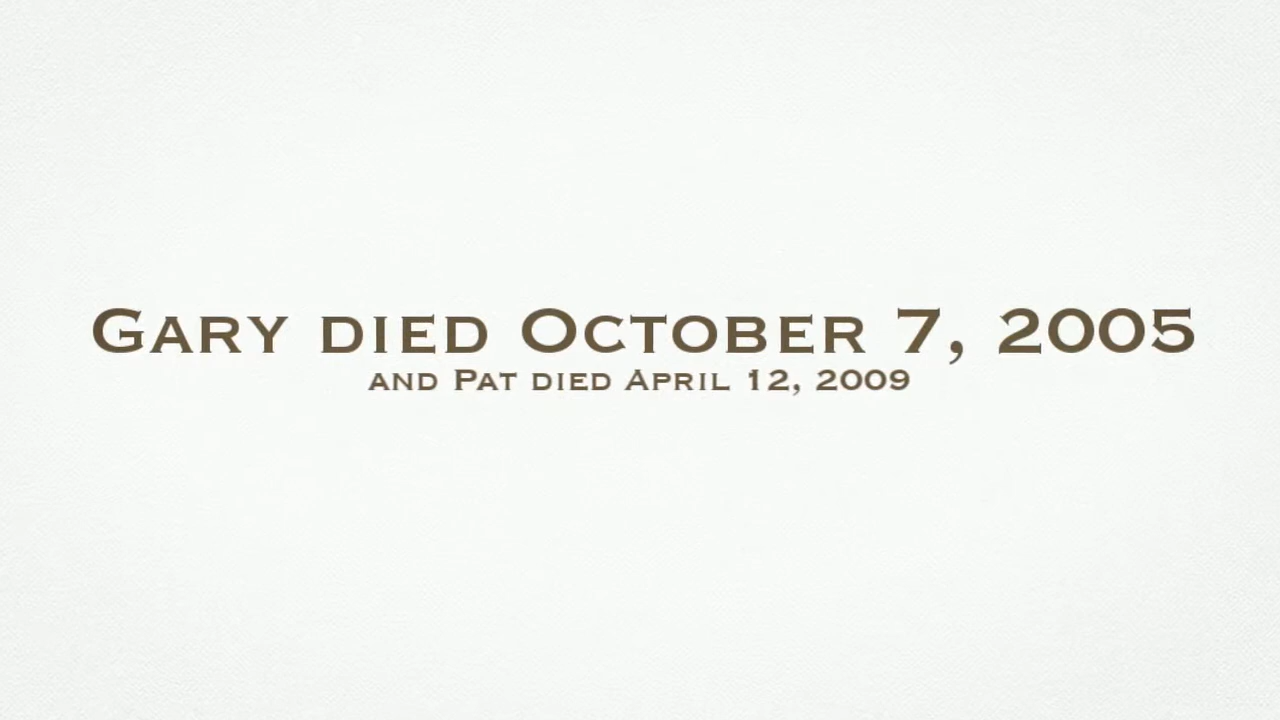 Gary died October 7, 2005
and Pat died April 12, 2009